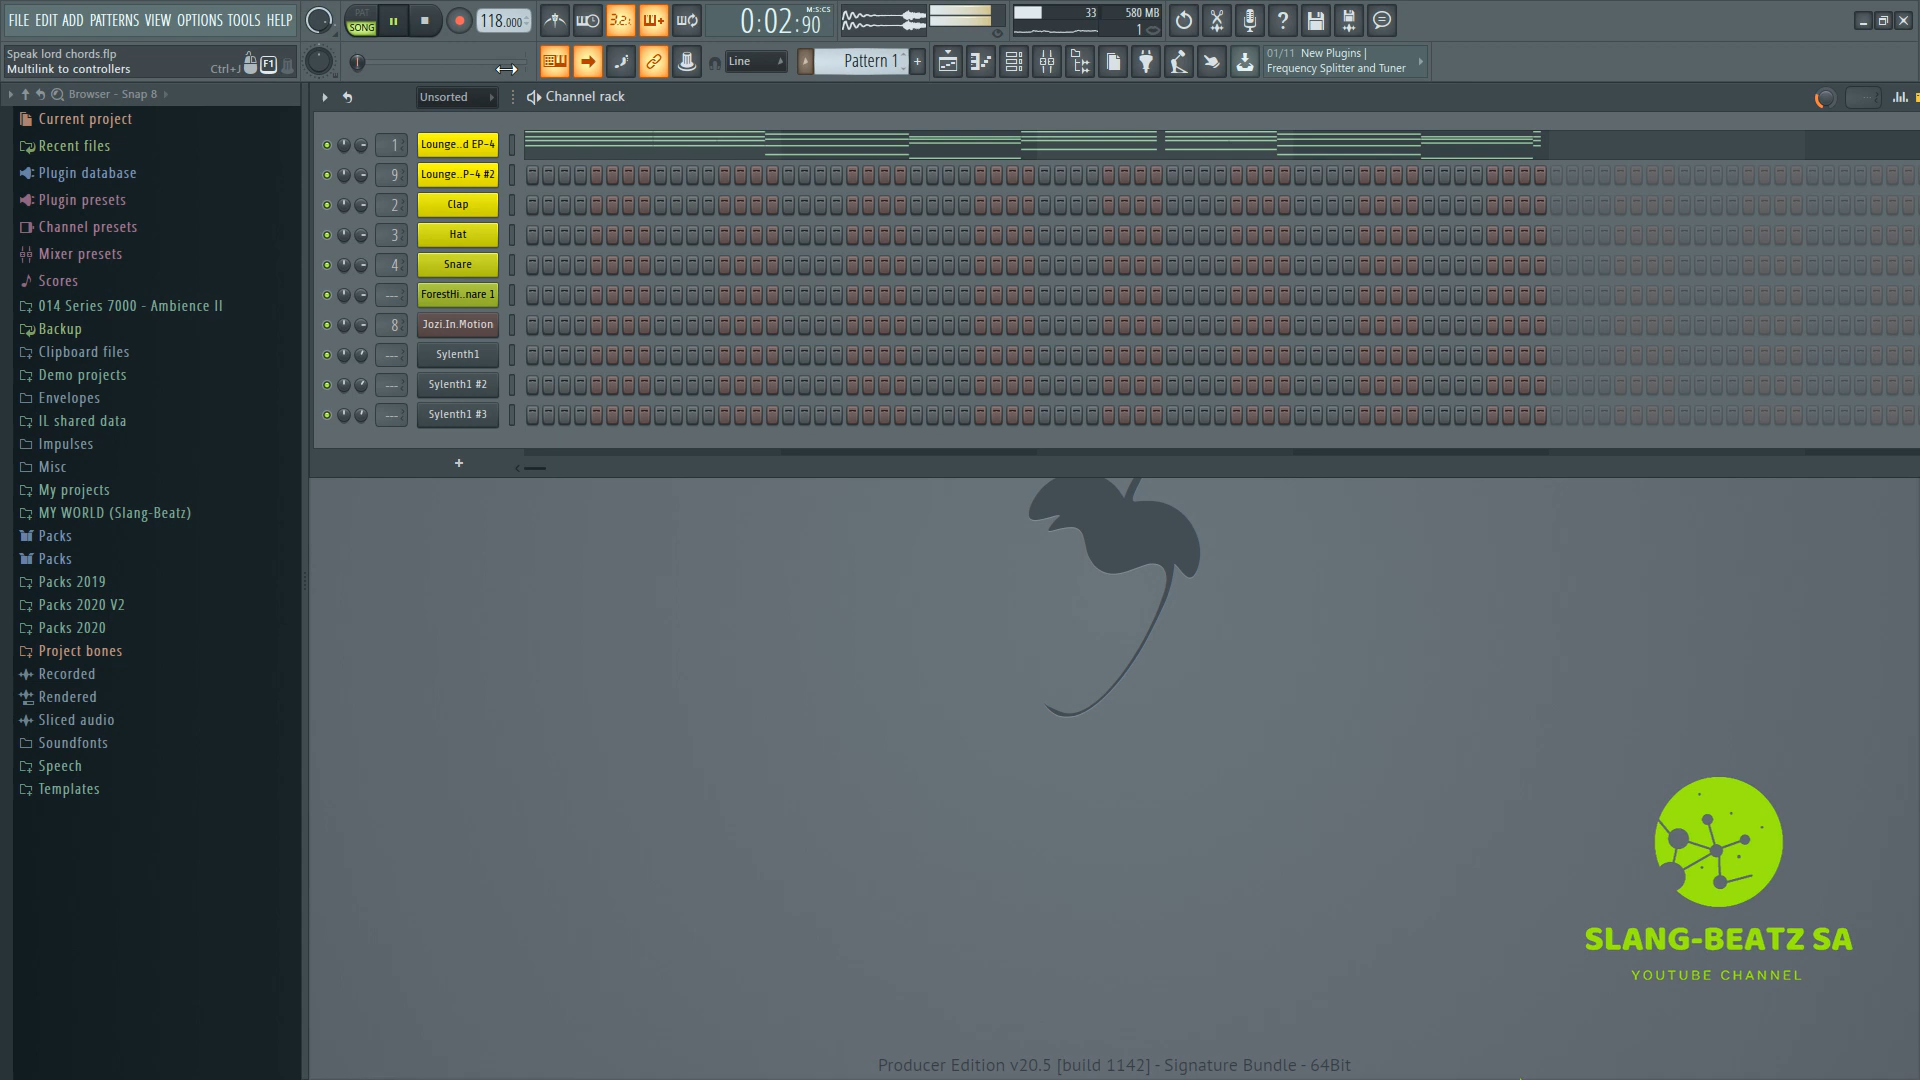 FILE EDIT ADD PATTERNS VIEW OPTIONS TOOLS HELP
PAT
SONG
118.000
3.2.
0:02:90
M:S:CS
33
580 MB
1
Speak lord chords.flp
Multilink to controllers
Ctrl+J
F1
Line
Pattern 1
+
01/11 New Plugins |
Frequency Splitter and Tuner
Browser - Snap 8
Unsorted
Channel rack
Current project
Recent files
Plugin database
Plugin presets
Channel presets
Mixer presets
Scores
014 Series 7000 - Ambience II
Backup
Clipboard files
Demo projects
Envelopes
IL shared data
Impulses
Misc
My projects
MY WORLD (Slang-Beatz)
Packs
Packs
Packs 2019
Packs 2020 V2
Packs 2020
Project bones
Recorded
Rendered
Sliced audio
Soundfonts
Speech
Templates
1 Lounge..d EP-4
9 Lounge..P-4 #2
2 Clap
3 Hat
4 Snare
--- ForestHi..nare 1
8 Jozi.In.Motion
--- Sylenth1
--- Sylenth1 #2
--- Sylenth1 #3
+
SLANG-BEATZ SA
YOUTUBE CHANNEL
Producer Edition v20.5 [build 1142] - Signature Bundle - 64Bit